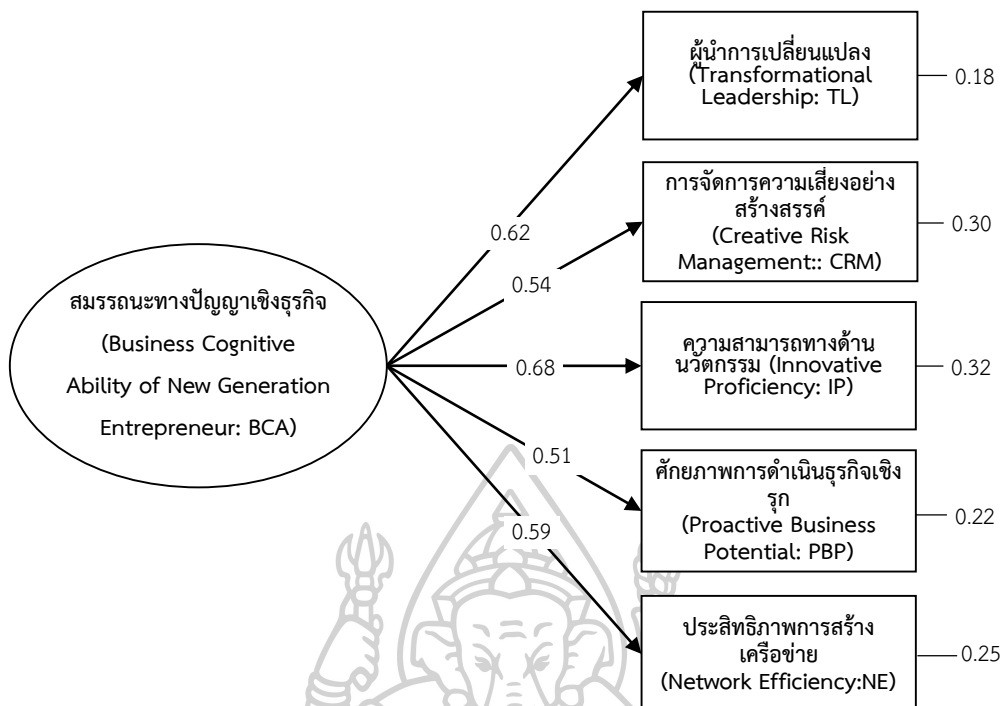 ผู้นำการเปลี่ยนแปลง
(Transformational
Leadership: TL)
0.18
การจัดการความเสี่ยงอย่าง
สร้างสรรค์
(Creative Risk
Management:: CRM)
0.30
0.62
0.54
สมรรถนะทางปัญญาเชิงธุรกิจ
(Business Cognitive
Ability of New Generation
Entrepreneur: BCA)
ความสามารถทางด้าน
นวัตกรรม (Innovative
Proficiency: IP)
0.32
0.68
0.51
ศักยภาพการดำเนินธุรกิจเชิง
รุก
(Proactive Business
Potential: PBP)
0.22
0.59
ประสิทธิภาพการสร้าง
เครือข่าย
(Network Efficiency:NE)
0.25